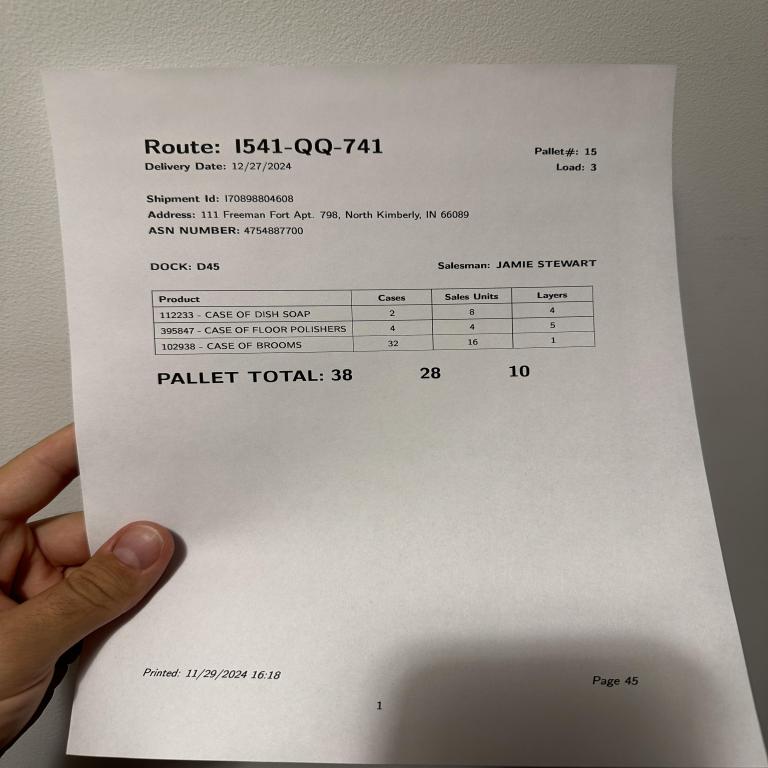 Route: I541-QQ-741
Pallet#: 15
Delivery Date: 12/27/2024
Load: 3
Shipment Id: I70898804608
Address: 111 Freeman Fort Apt. 798, North Kimberly, IN 66089
ASN NUMBER: 4754887700
DOCK: D45
Salesman: JAMIE STEWART
Product Cases Sales Units Layers
112233 - CASE OF DISH SOAP 2 8 4
395847 - CASE OF FLOOR POLISHERS 4 4 5
102938 - CASE OF BROOMS 32 16 1
PALLET TOTAL: 38 28 10
Printed: 11/29/2024 16:18
Page 45
1